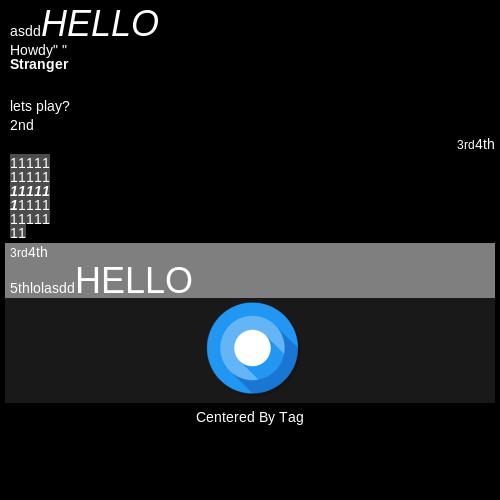 asddHELLO
Howdy" "
Stranger
lets play?
2nd
3rd4th
11111
11111
11111
11111
11111
11
3rd4th
5thlolasddHELLO
Centered By Tag